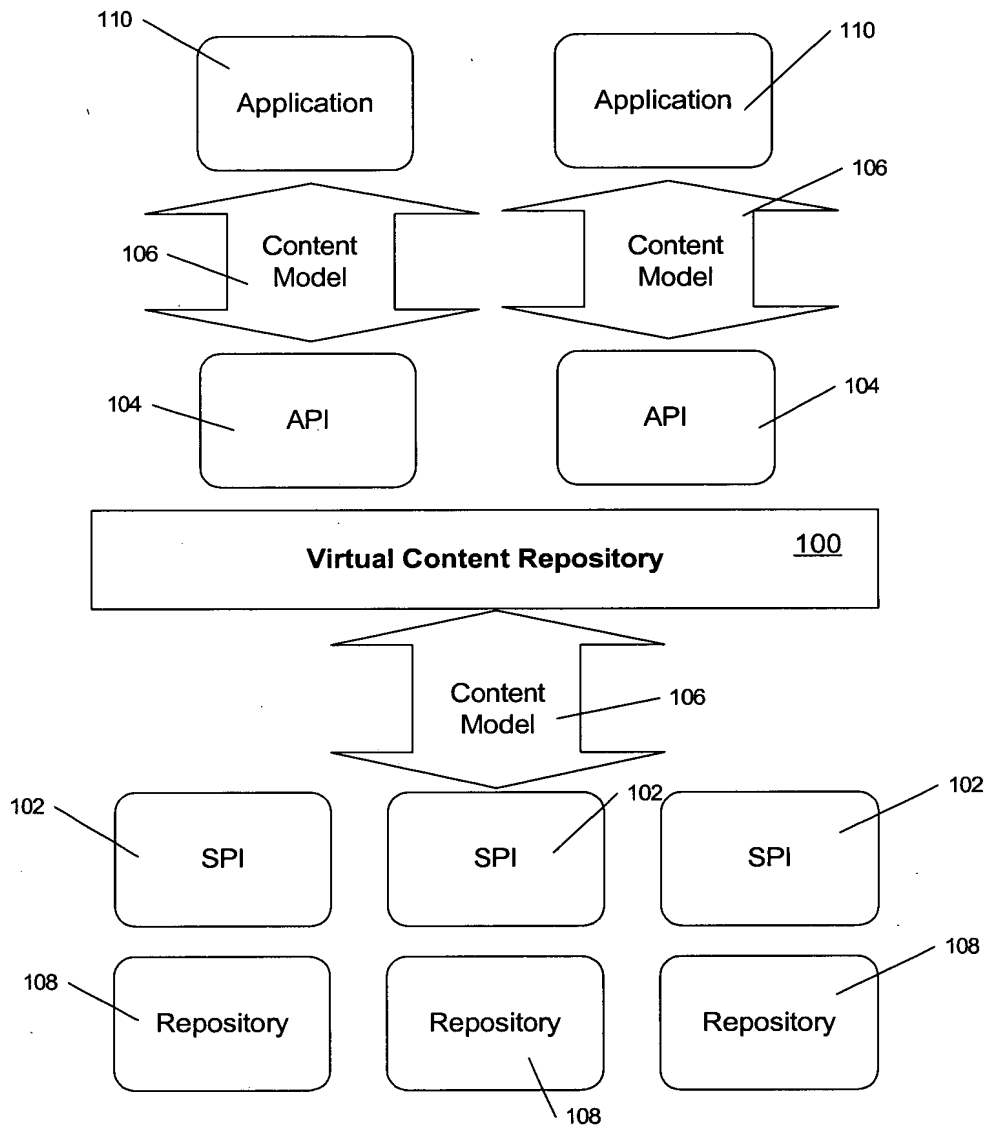 110
110
Application
Application
106
Content
Model
106
Content
Model
104
API
104
API
Virtual Content Repository
100
Content
Model
106
102
SPI
102
SPI
102
SPI
108
Repository
Repository
108
Repository
108